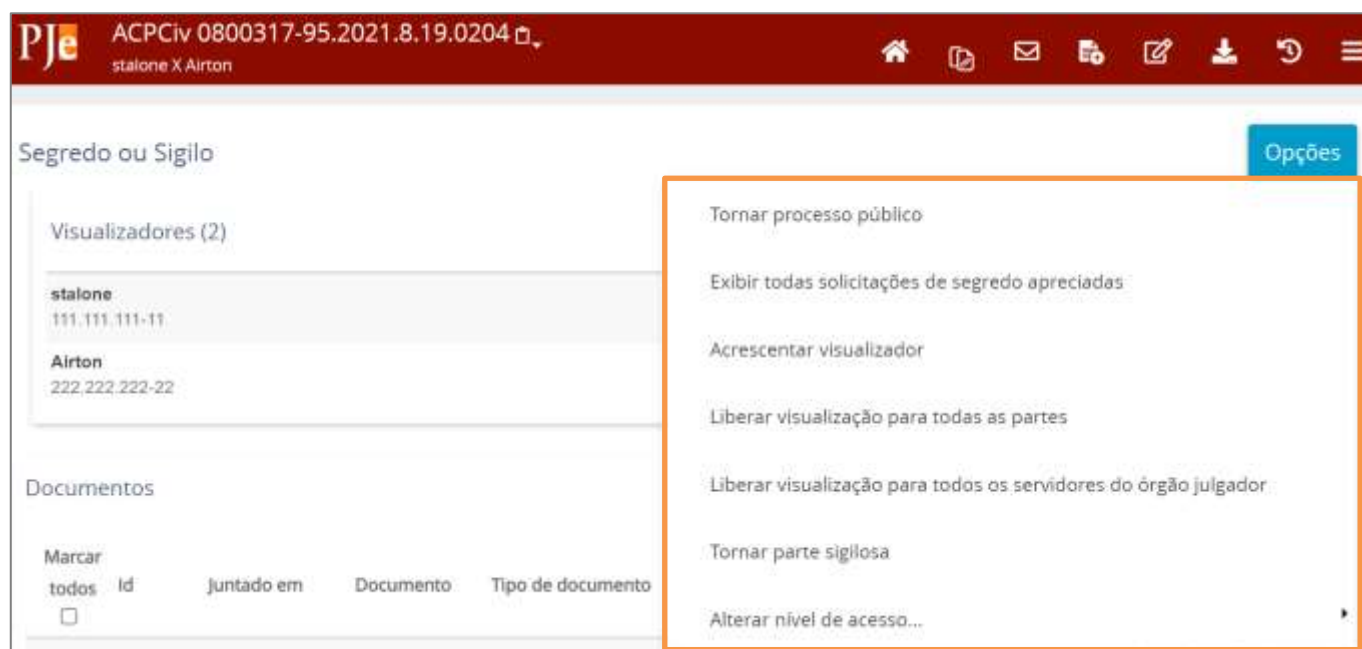 PJe
ACPCiv 0800317-95.2021.8.19.0204
stalone X Airton
Segredo ou Sigilo
Opções
Visualizadores (2)
stalone
111.111.111-11
Airton
222.222.222-22
Tornar processo público
Exibir todas solicitações de segredo apreciadas
Acrescentar visualizador
Liberar visualização para todas as partes
Liberar visualização para todos os servidores do órgão julgador
Tornar parte sigilosa
Alterar nível de acesso...
Documentos
Marcar
todos Id Juntado em Documento Tipo de documento